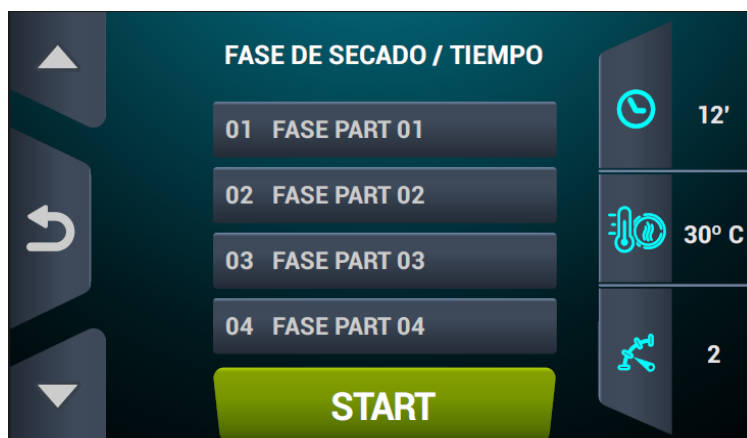 FASE DE SECADO / TIEMPO
01 FASE PART 01
02 FASE PART 02
03 FASE PART 03
04 FASE PART 04
START
12'
30º C
2